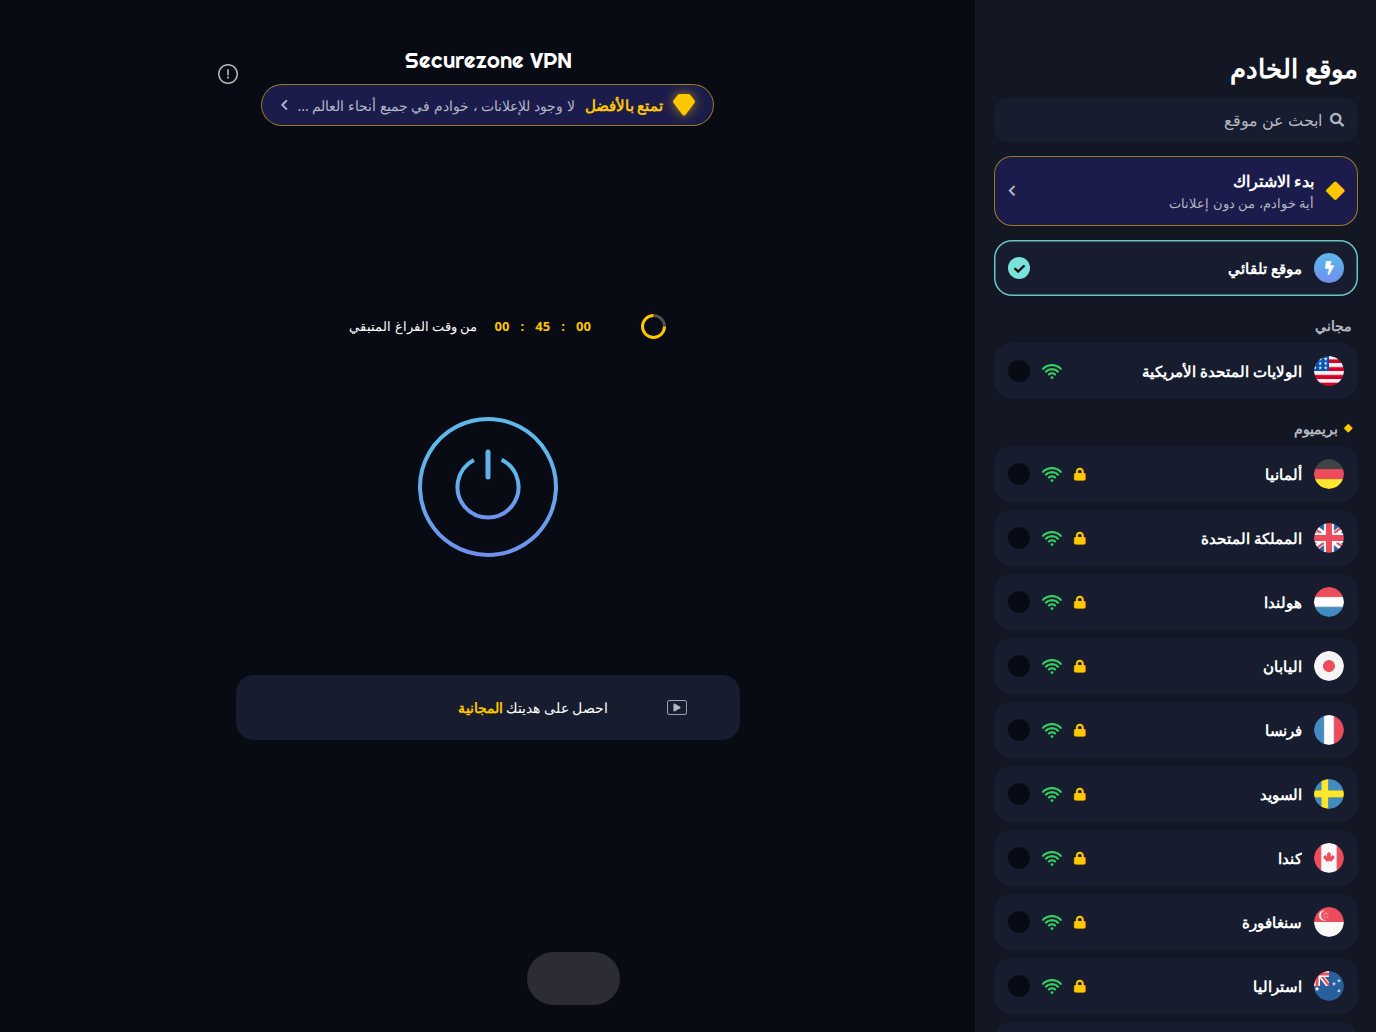 موقع الخادم
ابحث عن موقع
بدء الاشتراك
أية خوادم، من دون إعلانات
موقع تلقائي
مجاني
الولايات المتحدة الأمريكية
بريميوم
ألمانيا
المملكة المتحدة
هولندا
اليابان
فرنسا
السويد
كندا
سنغافورة
استراليا
Securezone VPN
تمتع بالأفضل لا وجود للإعلانات ، خوادم في جميع أنحاء العالم ...
00 : 45 : 00 من وقت الفراغ المتبقي
احصل على هديتك المجانية